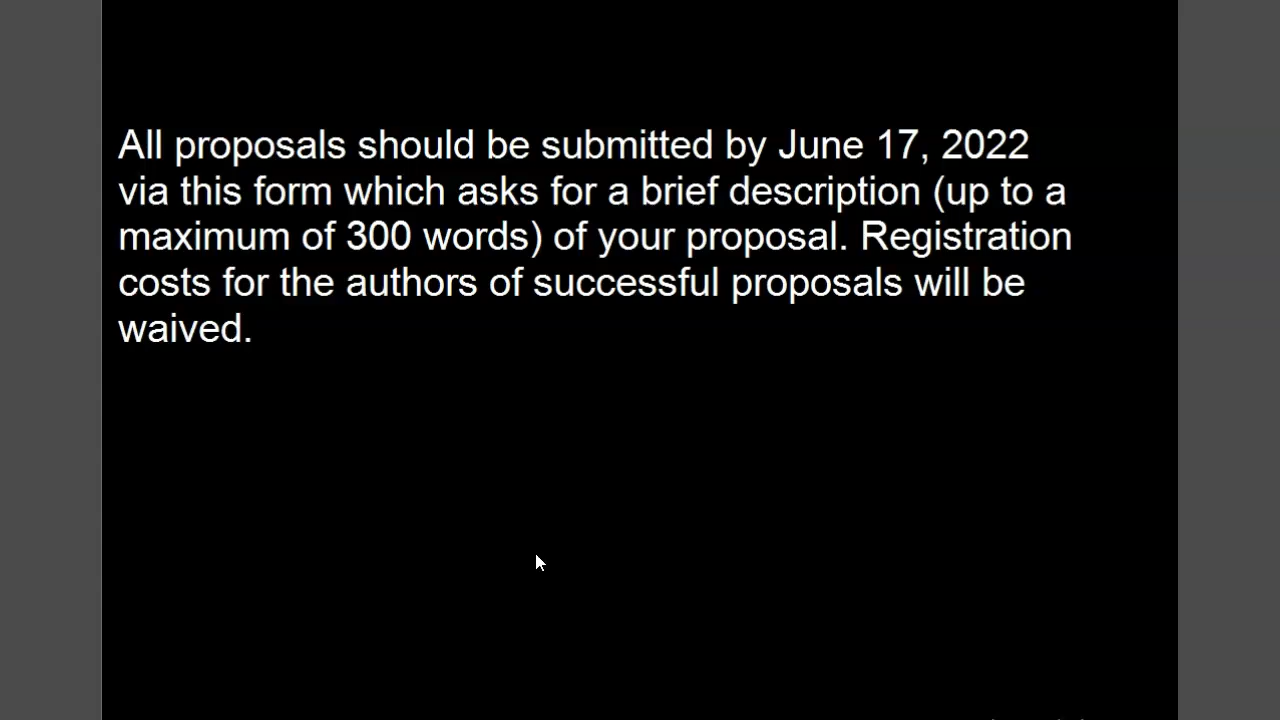 All proposals should be submitted by June 17, 2022
via this form which asks for a brief description (up to a
maximum of 300 words) of your proposal. Registration
costs for the authors of successful proposals will be
waived.